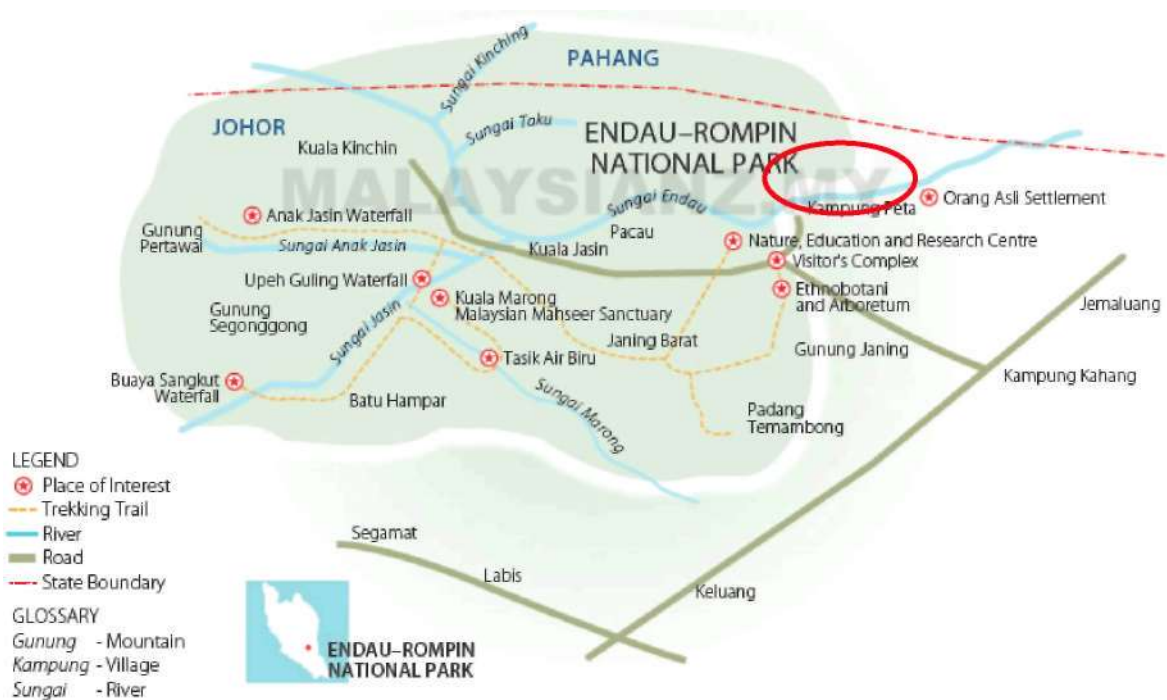 PAHANG
Sungai Kinching
JOHOR
Sungai Taku
ENDAU–ROMPIN
NATIONAL PARK
Kuala Kinchin
MALAYSIANZ.MY
Sungai Endau
Kampung Peta
Orang Asli Settlement
Anak Jasin Waterfall
Gunung
Pertawai
Sungai Anak Jasin
Pacau
Kuala Jasin
Nature, Education and Research Centre
Visitor's Complex
Upeh Guling Waterfall
Ethnobotani
and Arboretum
Kuala Marong
Malaysian Mahseer Sanctuary
Jemaluang
Gunung
Segonggong
Sungai Jasin
Janing Barat
Gunung Janing
Tasik Air Biru
Kampung Kahang
Buaya Sangkut
Waterfall
Batu Hampar
Sungai Marong
Padang
Temambong
LEGEND
Place of Interest
Trekking Trail
River
Road
State Boundary
Segamat
Labis
Keluang
GLOSSARY
Gunung - Mountain
Kampung - Village
Sungai - River
ENDAU–ROMPIN
NATIONAL PARK